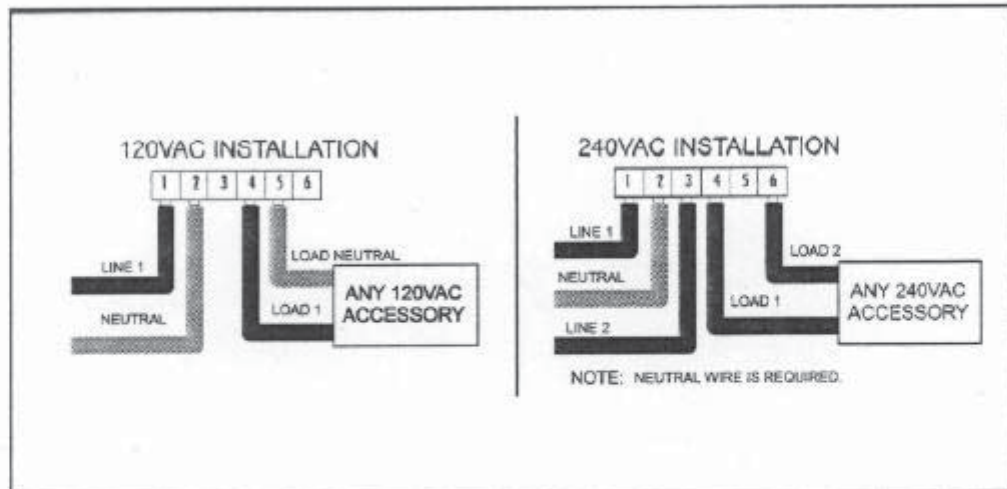 120VAC INSTALLATION
1 2 3 4 5 6
LINE 1
NEUTRAL
LOAD NEUTRAL
LOAD 1
ANY 120VAC
ACCESSORY
240VAC INSTALLATION
1 2 3 4 5 6
LINE 1
NEUTRAL
LINE 2
LOAD 2
LOAD 1
ANY 240VAC
ACCESSORY
NOTE: NEUTRAL WIRE IS REQUIRED.